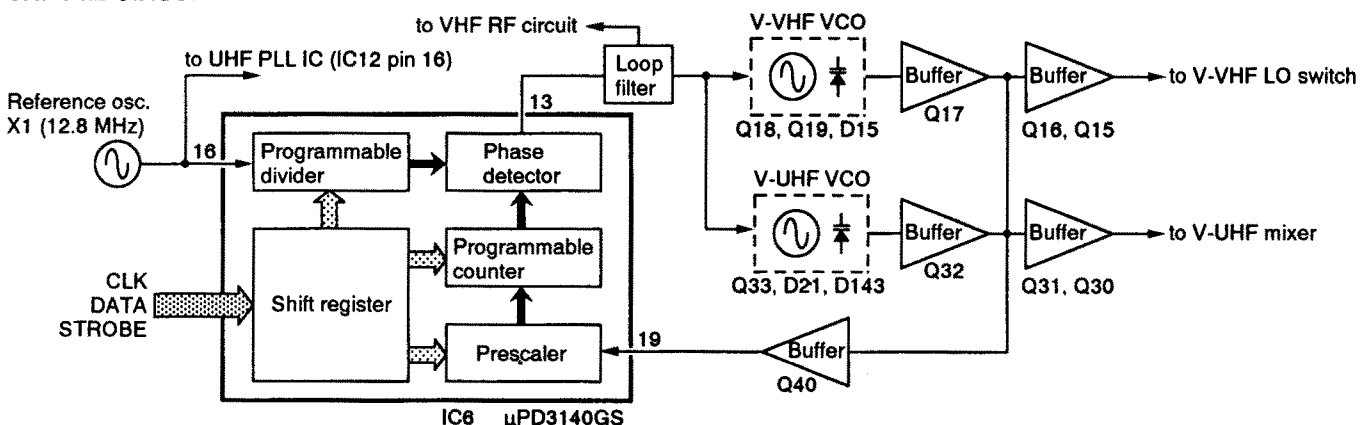 to VHF RF circuit
V-VHF VCO
to UHF PLL IC (IC12 pin 16)
Loop
filter
Buffer
Buffer
to V-VHF LO switch
Reference osc.
X1 (12.8 MHz)
13
Q18, Q19, D15
Q17
Q16, Q15
16
Programmable
divider
Phase
detector
V-UHF VCO
Programmable
counter
Buffer
Buffer
to V-UHF mixer
Q33, D21, D143
Q32
Q31, Q30
CLK
DATA
STROBE
Shift register
Prescaler
19
Buffer
Q40
IC6 µPD3140GS